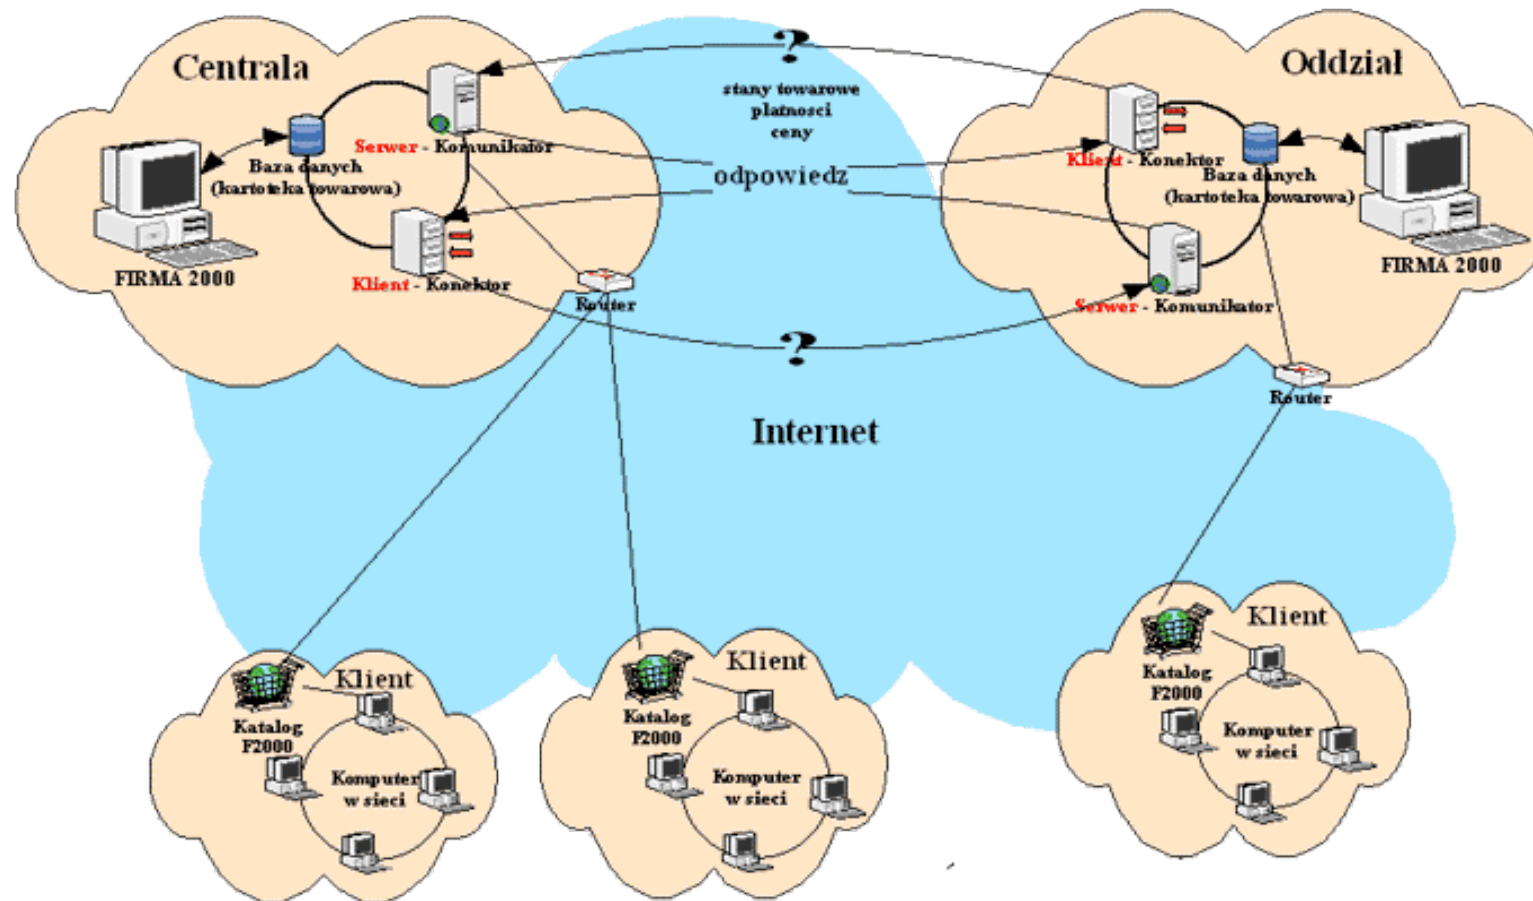 Centrala
Serwer - Komunikator
Baza danych
(kartoteka towarowa)
FIRMA 2000
Klient - Konektor
Router
?
stany towarowe
płatnosci
ceny
odpowiedz
?
Internet
Oddział
Klient - Konektor
Baza danych
(kartoteka towarowa)
FIRMA 2000
Serwer - Komunikator
Router
Klient
Katalog
F2000
Komputer
w sieci
Klient
Katalog
F2000
Komputer
w sieci
Klient
Katalog
F2000
Komputer
w sieci